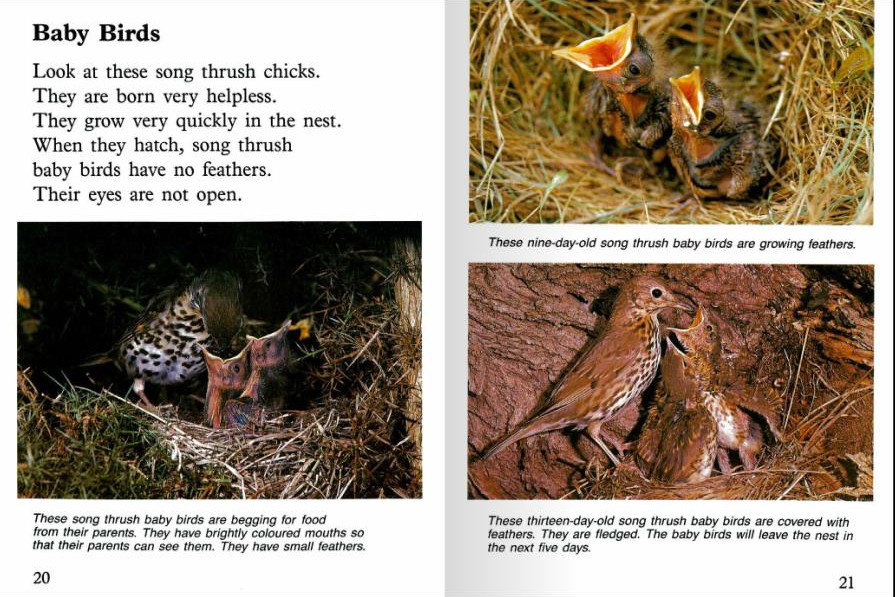 Baby Birds
Look at these song thrush chicks.
They are born very helpless.
They grow very quickly in the nest.
When they hatch, song thrush
baby birds have no feathers.
Their eyes are not open.
These song thrush baby birds are begging for food
from their parents. They have brightly coloured mouths so
that their parents can see them. They have small feathers.
20
These nine-day-old song thrush baby birds are growing feathers.
These thirteen-day-old song thrush baby birds are covered with
feathers. They are fledged. The baby birds will leave the nest in
the next five days.
21